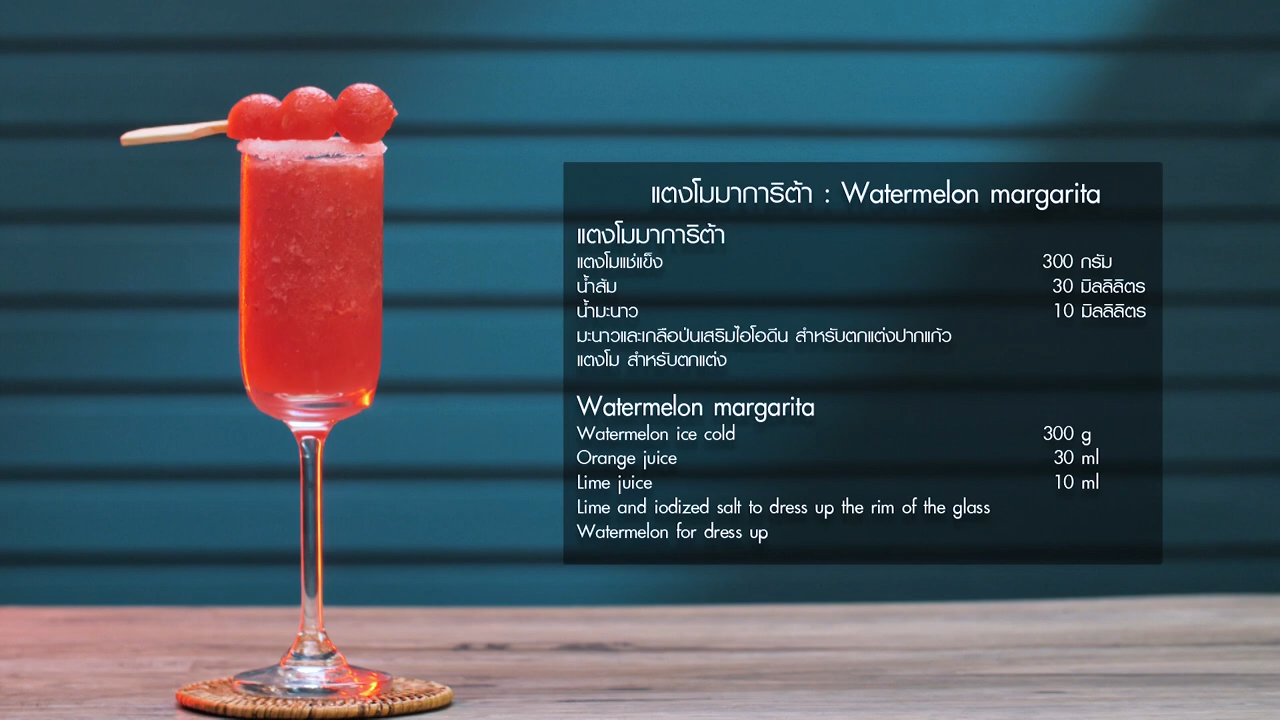 แตงโมมาการิต้า : Watermelon margarita
แตงโมมาการิต้า
แตงโมแช่แข็ง 300 กรัม
น้ำส้ม 30 มิลลิลิตร
น้ำมะนาว 10 มิลลิลิตร
มะนาวและเกลือป่นเสริมไอโอดีน สำหรับตกแต่งปากแก้ว
แตงโม สำหรับตกแต่ง
Watermelon margarita
Watermelon ice cold 300 g
Orange juice 30 ml
Lime juice 10 ml
Lime and iodized salt to dress up the rim of the glass
Watermelon for dress up